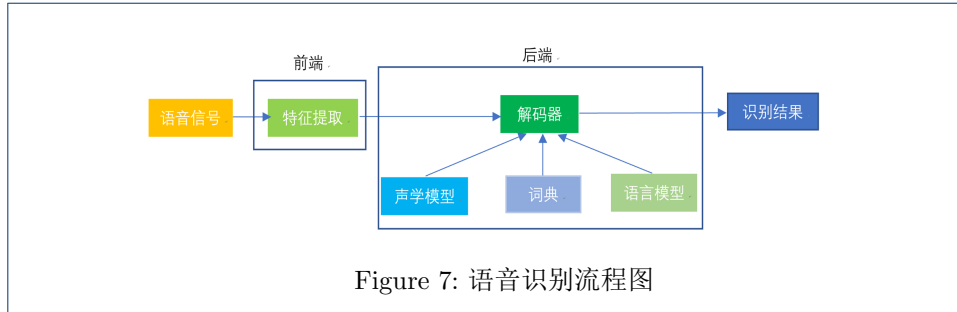 前端
后端
语音信号
特征提取
解码器
识别结果
声学模型
词典
语言模型
Figure 7: 语音识别流程图